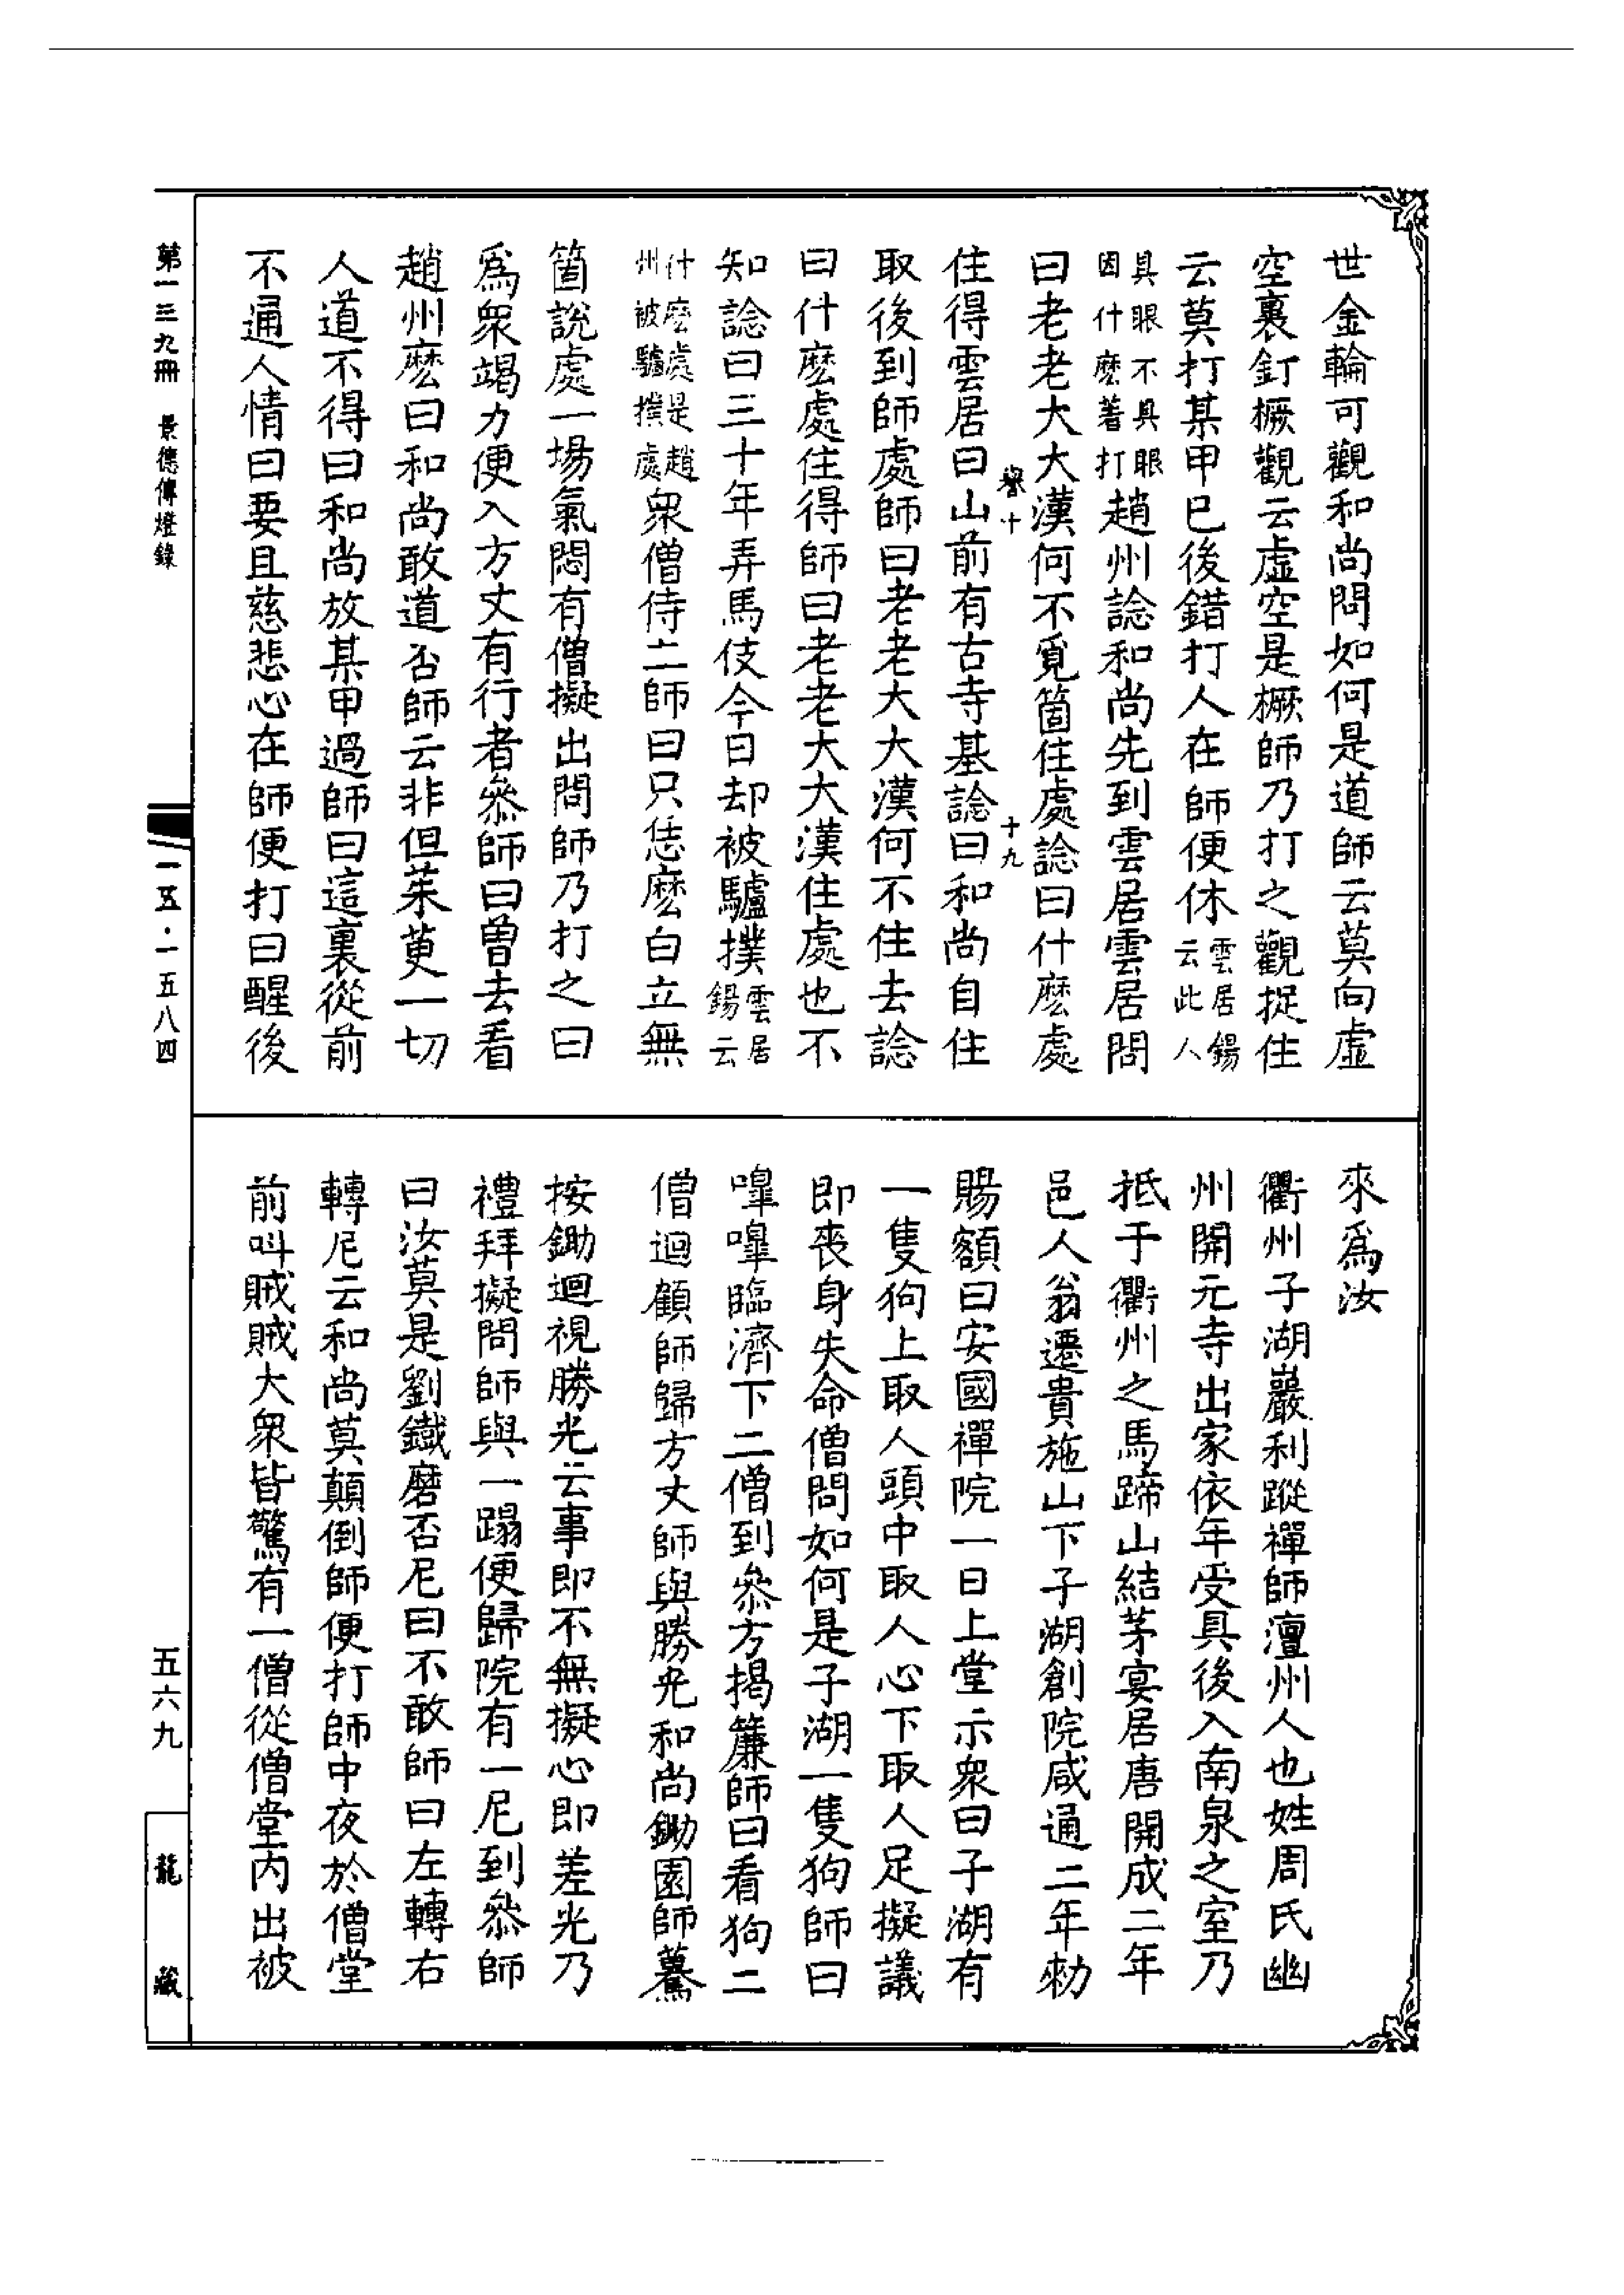 世金輪可觀和尚問如何是道師云莫向虛
空裏釘橛觀云虛空是橛師乃打之觀捉住
云莫打某甲已後錯打人在師便休雲居錫云此人
具眼不具眼因什麽著打趙州諗和尚先到雲居雲居問
曰老老大大漢何不覓箇住處諗曰什麽處
十 十九
住得雲居曰山前有古寺基諗曰和尚自住
取後到師處師曰老老大大漢何不住去諗
曰什麽處住得師曰老老大大漢住處也不
知諗曰三十年弄馬伎今日却被驢撲雲居錫云
什麽處是趙州被驢撲處衆僧侍立師曰只恁麽白立無
箇說處一場氣悶有僧擬出問師乃打之曰
爲衆竭力便入方丈有行者叅師曰曽去看
趙州麽曰和尚敢道否師云非但茱萸一切
人道不得曰和尚放某甲過師曰這裏從前
不通人情曰要且慈悲心在師便打曰醒後
來爲汝
衢州子湖巖利蹤禪師澶州人也姓周氏幽
州開元寺出家依年受具後入南泉之室乃
抵于衢州之馬蹄山結茅宴居唐開成二年
邑人翁遷貴施山下子湖創院咸通二年勑
賜額曰安國禪院一日上堂示衆曰子湖有
一隻狗上取人頭中取人心下取人足擬議
即喪身失命僧問如何是子湖一隻狗師曰
嘷嘷臨濟下二僧到叅方揭簾師曰看狗二
僧迴顧師歸方丈師與勝光和尚鋤園師驀
按鋤迴視勝光云事即不無擬心即差光乃
禮拜擬問師與一蹋便歸院有一尼到叅師
曰汝莫是劉鐵磨否尼曰不敢師曰左轉右
轉尼云和尚莫顛倒師便打師中夜於僧堂
前呌賊賊大衆皆驚有一僧從僧堂內出被
第一三九冊 景德傳燈錄
一五·一五八四
五六九
龍藏